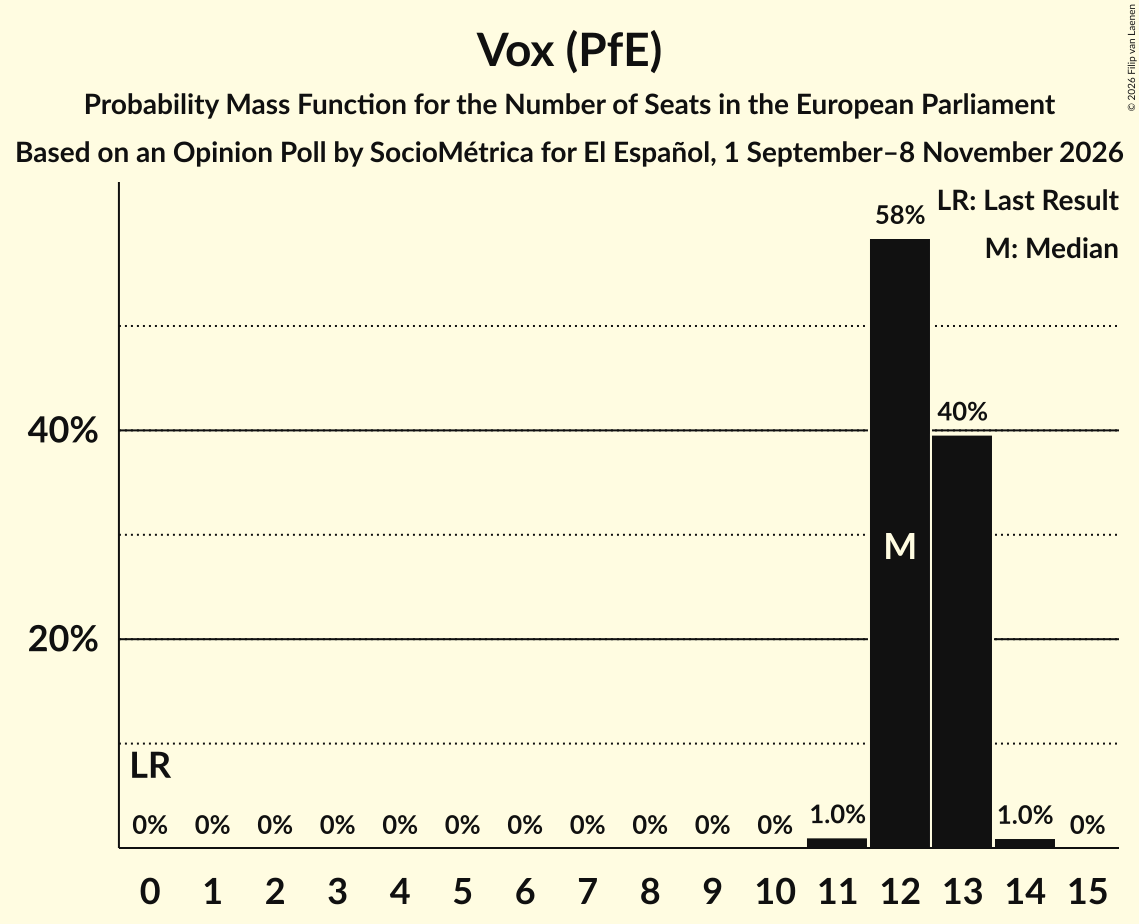 Vox (PfE)
Probability Mass Function for the Number of Seats in the European Parliament
Based on an Opinion Poll by SocioMétrica for El Español, 1 September–8 November 2026
© 2026 Filip van Laenen
LR: Last Result
M: Median
58%
40%
40%
M
20%
LR
0% 0% 0% 0% 0% 0% 0% 0% 0% 0% 0% 1.0% 1.0% 0%
0 1 2 3 4 5 6 7 8 9 10 11 12 13 14 15